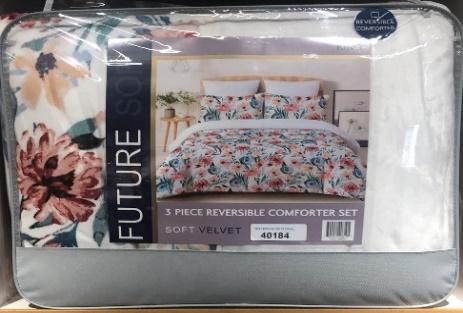 REVERSIBLE
COMFORTER
FUTURE SO
3 PIECE REVERSIBLE COMFORTER SET
SOFT VELVET
40184